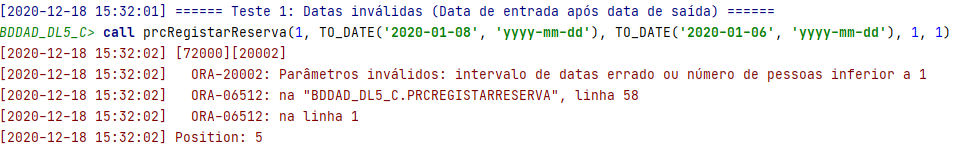 [2020-12-18 15:32:01] ====== Teste 1: Datas inválidas (Data de entrada após data de saída) ======
BDDAD_DL5_C> call prcRegistarReserva(1, TO_DATE('2020-01-08', 'yyyy-mm-dd'), TO_DATE('2020-01-06', 'yyyy-mm-dd'), 1, 1)
[2020-12-18 15:32:02] [72000][20002]
[2020-12-18 15:32:02] ORA-20002: Parâmetros inválidos: intervalo de datas errado ou número de pessoas inferior a 1
[2020-12-18 15:32:02] ORA-06512: na "BDDAD_DL5_C.PRCREGISTARRESERVA", linha 58
[2020-12-18 15:32:02] ORA-06512: na linha 1
[2020-12-18 15:32:02] Position: 5